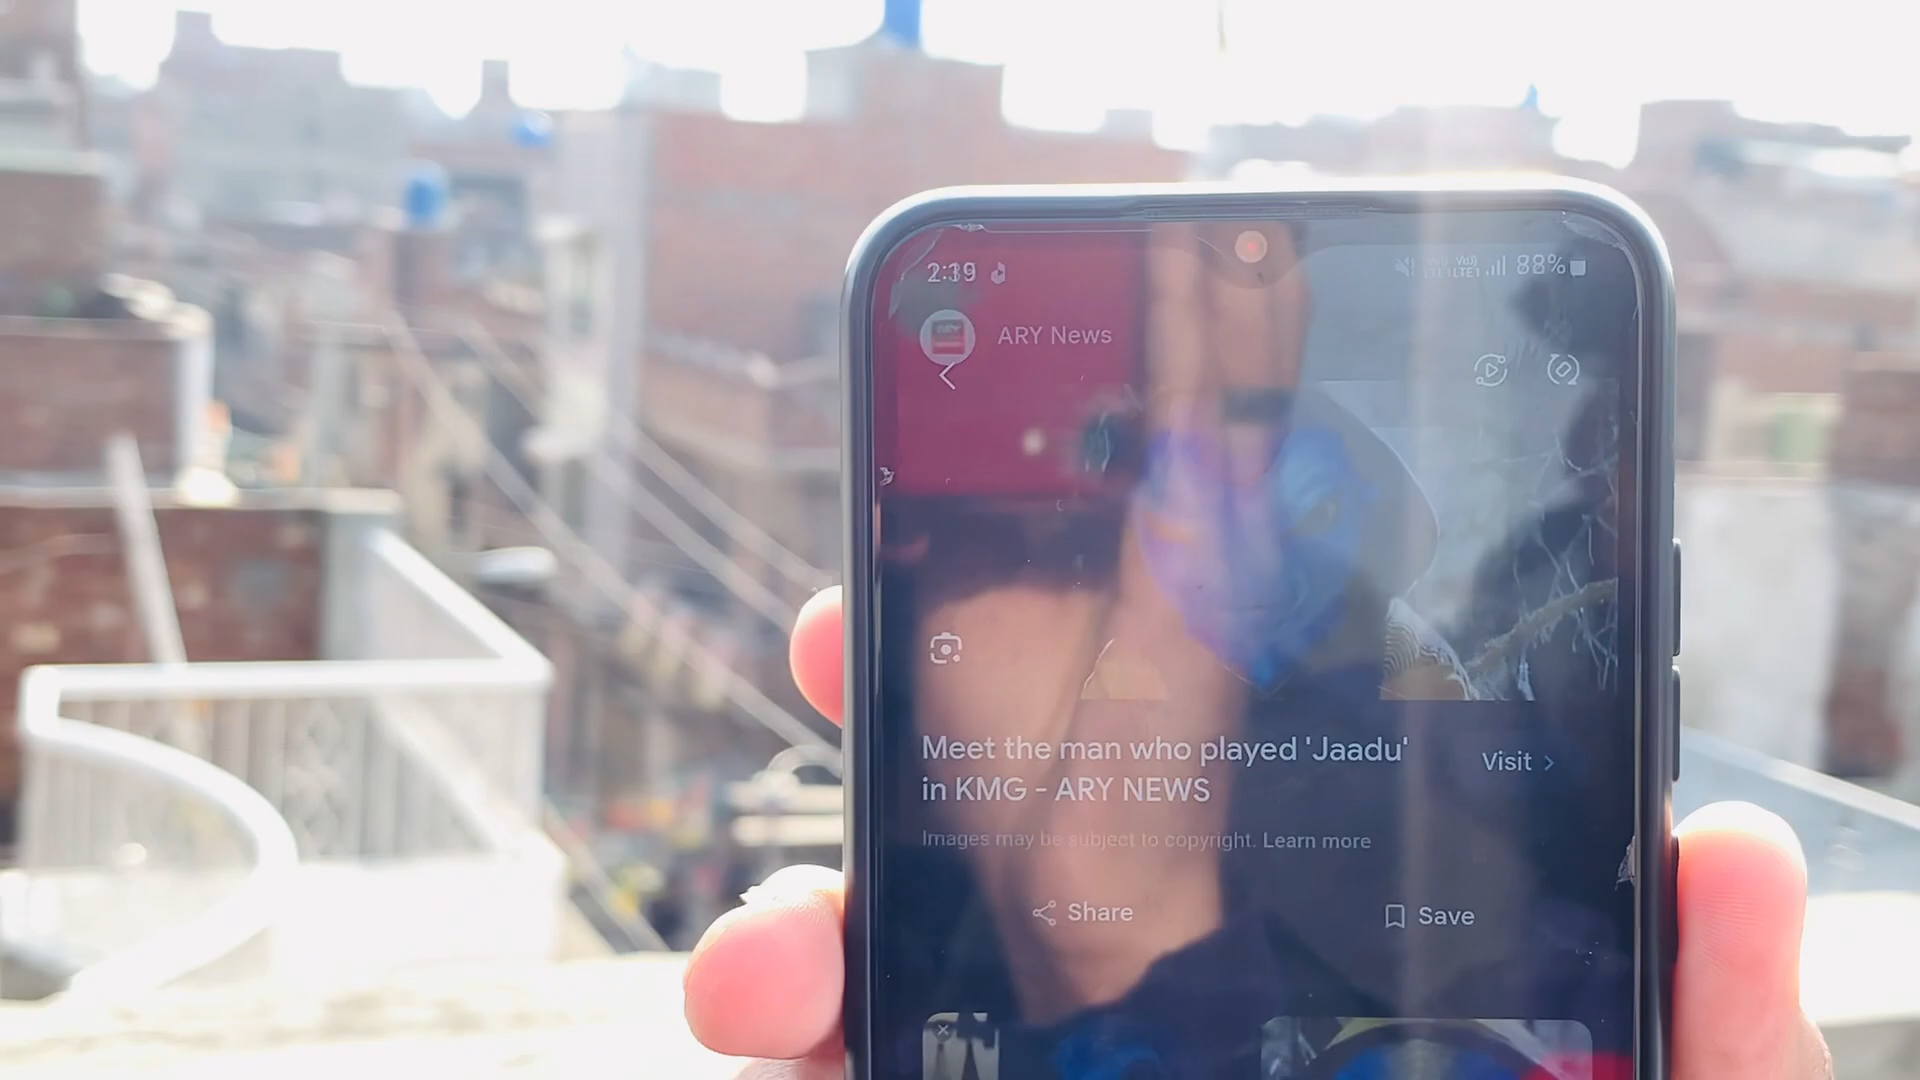 2:39
88%
ARY News
Meet the man who played 'Jaadu'
Visit
in KMG - ARY NEWS
Images may be subject to copyright. Learn more
Share
Save